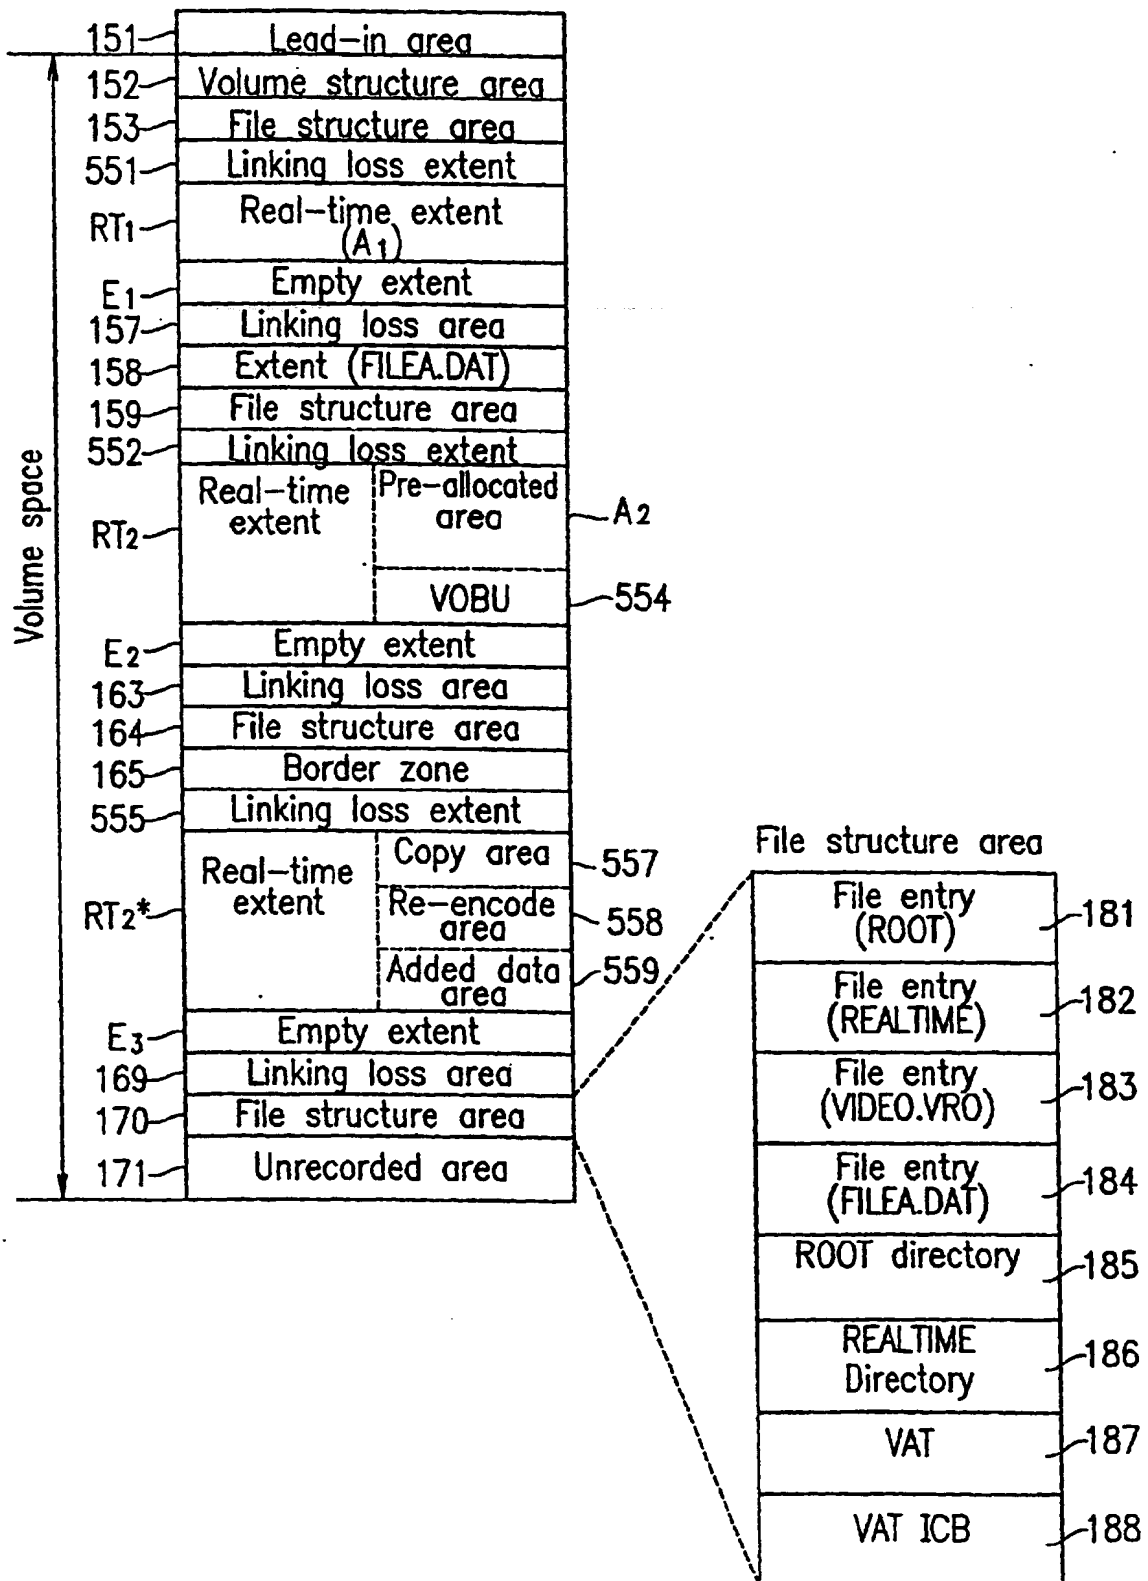 151
Lead-in area
152
Volume structure area
153
File structure area
551
Linking loss extent
RT1
Real-time extent
(A1)
E1
Empty extent
157
Linking loss area
158
Extent (FILEA.DAT)
159
File structure area
552
Linking loss extent
RT2
Real-time
extent
Pre-allocated
area
A2
VOBU
554
E2
Empty extent
163
Linking loss area
164
File structure area
165
Border zone
555
Linking loss extent
RT2*
Real-time
extent
Copy area
557
Re-encode
area
558
Added data
area
559
E3
Empty extent
169
Linking loss area
170
File structure area
171
Unrecorded area
Volume space
File structure area
File entry
(ROOT)
181
File entry
(REALTIME)
182
File entry
(VIDEO.VRO)
183
File entry
(FILEA.DAT)
184
ROOT directory
185
REALTIME
Directory
186
VAT
187
VAT ICB
188